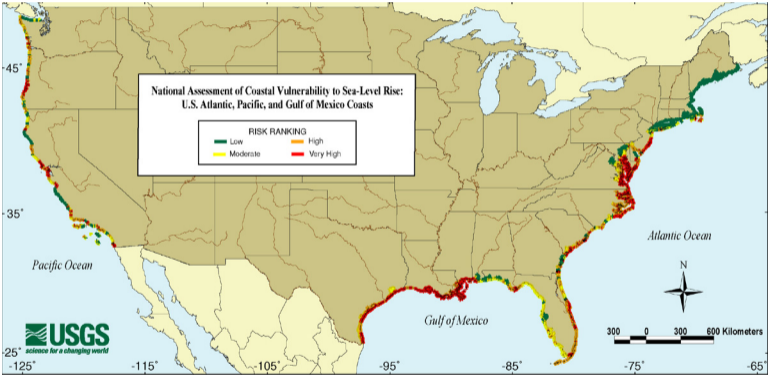 National Assessment of Coastal Vulnerability to Sea-Level Rise:
U.S. Atlantic, Pacific, and Gulf of Mexico Coasts
RISK RANKING
Low
High
Moderate
Very High
45°
35°
25°
Pacific Ocean
Atlantic Ocean
Gulf of Mexico
N
300 0 300 600 Kilometers
USGS
science for a changing world
-125° -115° -105° -95° -85° -75° -65